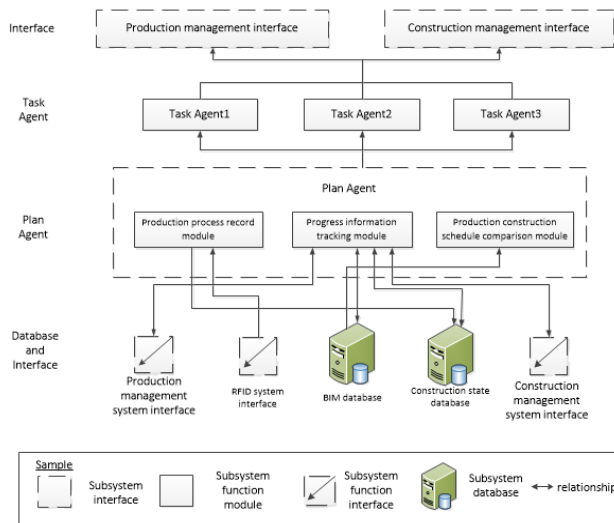 Interface
Production management interface
Construction management interface
Task
Agent
Task Agent1
Task Agent2
Task Agent3
Plan Agent
Plan
Agent
Production process record
module
Progress information
tracking module
Production construction
schedule comparison module
Database
and
Interface
Production
management
system interface
RFID system
interface
BIM database
Construction state
database
Construction
management
system interface
Sample
Subsystem
interface
Subsystem
function
module
Subsystem
function
interface
Subsystem
database
relationship